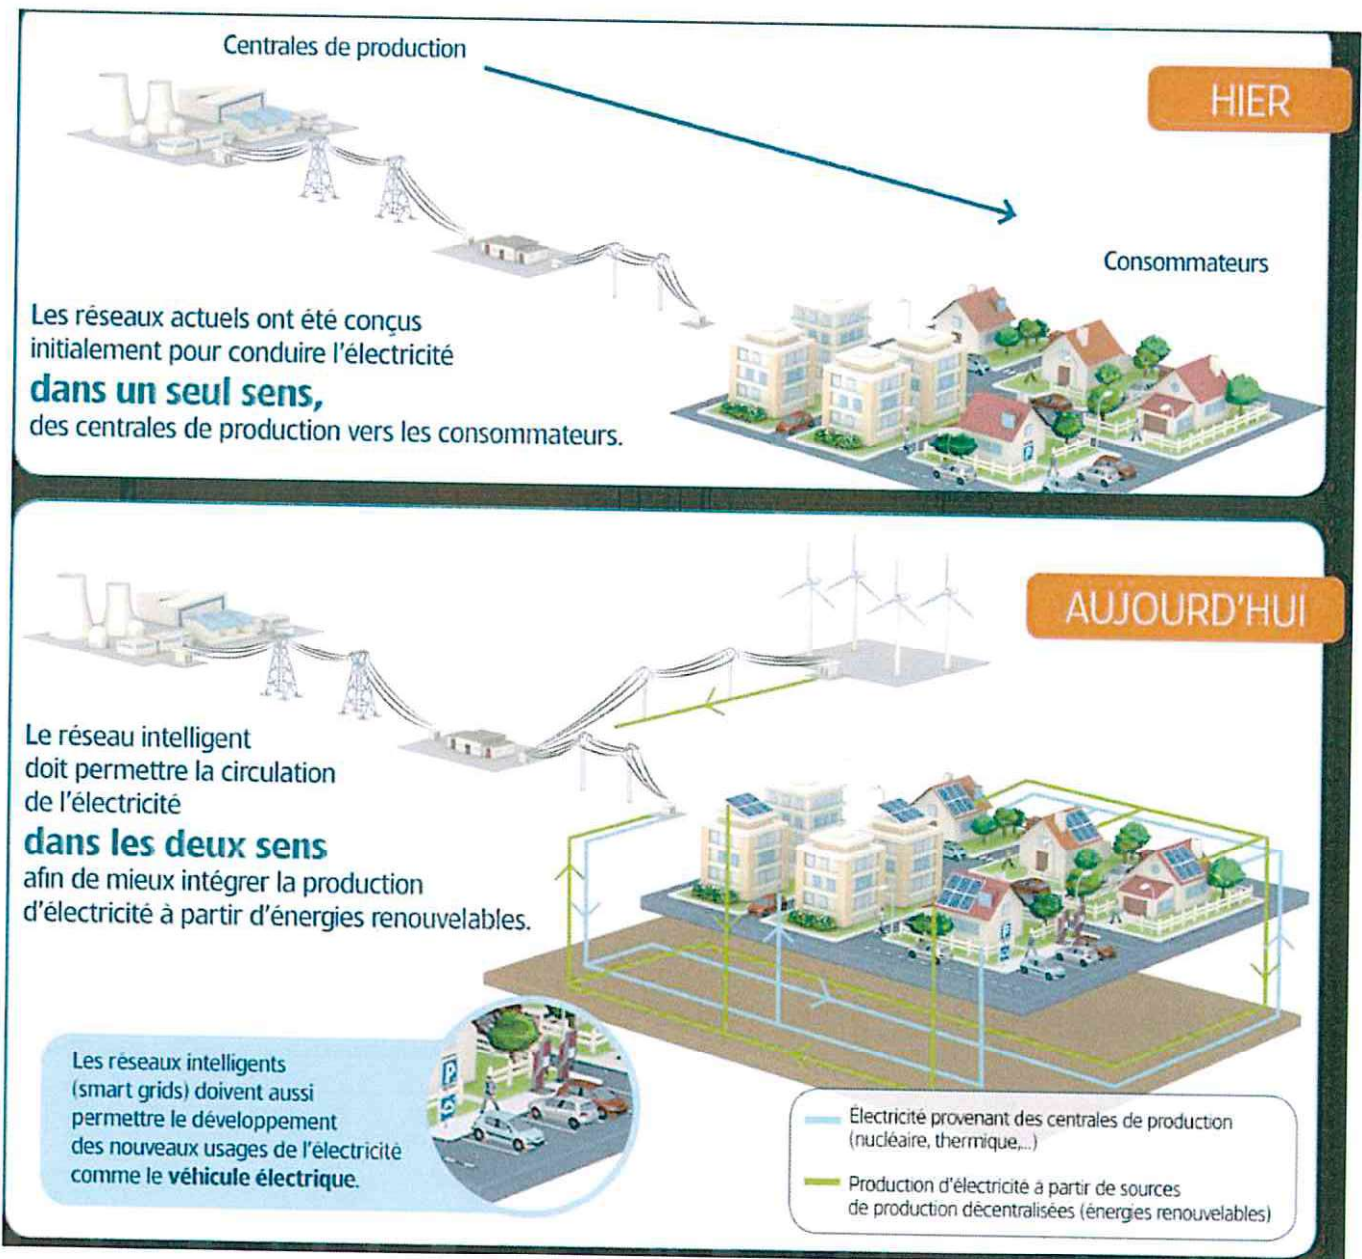 Centrales de production
HIER
Consommateurs
Les réseaux actuels ont été conçus
initialement pour conduire l'électricité
dans un seul sens,
des centrales de production vers les consommateurs.
AUJOURD'HUI
Le réseau intelligent
doit permettre la circulation
de l'électricité
dans les deux sens
afin de mieux intégrer la production
d'électricité à partir d'énergies renouvelables.
Les réseaux intelligents
(smart grids) doivent aussi
permettre le développement
des nouveaux usages de l'électricité
comme le véhicule électrique.
P
P
P
Électricité provenant des centrales de production
(nucléaire, thermique,...)
Production d'électricité à partir de sources
de production décentralisées (énergies renouvelables)